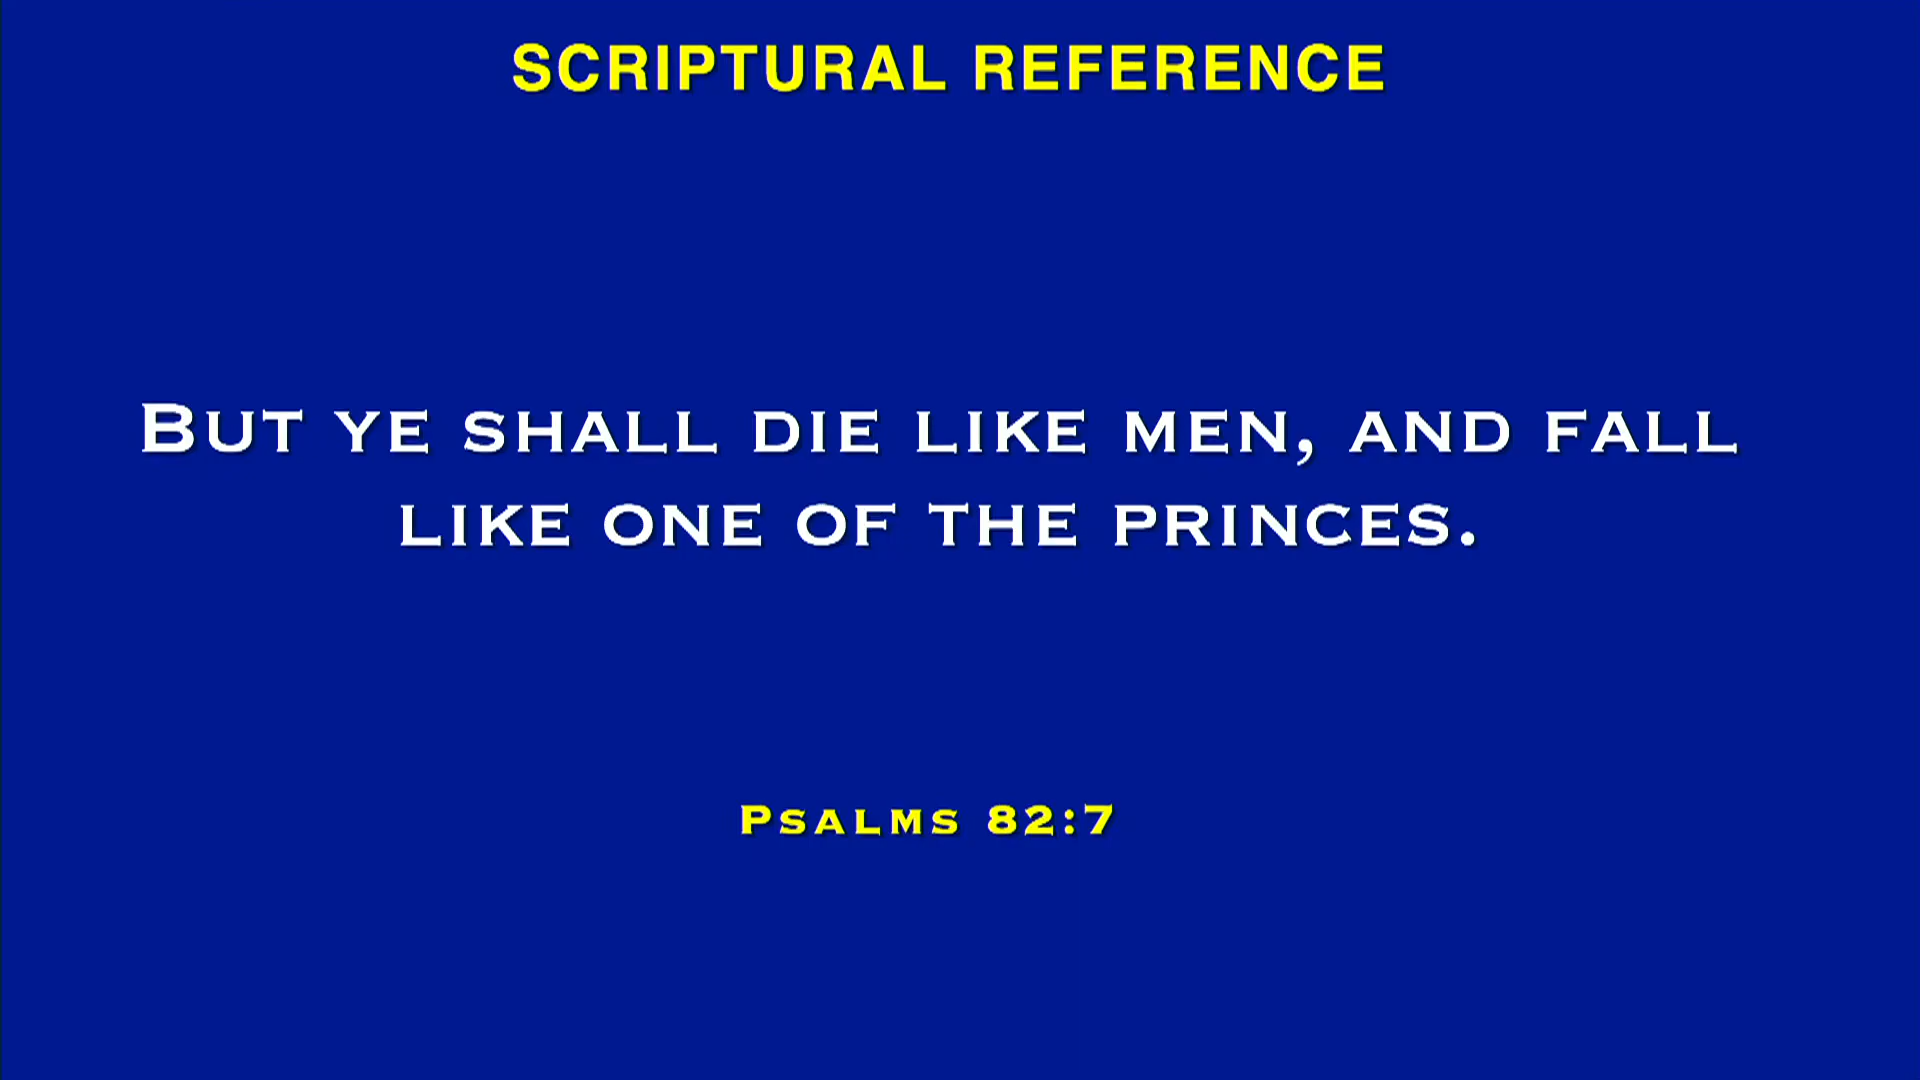 SCRIPTURAL REFERENCE
But ye shall die like men, and fall
like one of the princes.
Psalms 82:7